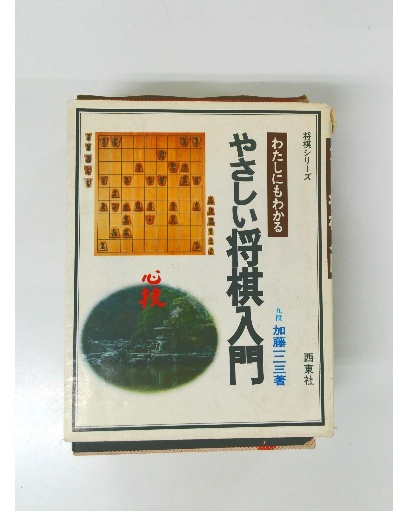 将棋シリーズ
わたしにもわかる
やさしい将棋入門
九段 加藤一二三著
西東社
心技